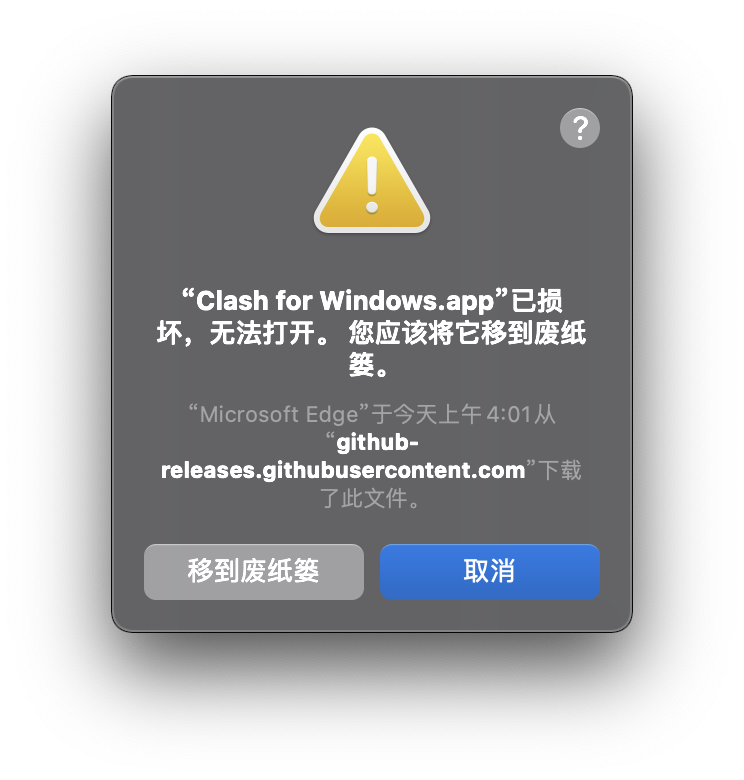 ?
“Clash for Windows.app”已损
坏，无法打开。 您应该将它移到废纸
篓。
“Microsoft Edge”于今天上午 4:01从
“github-
releases.githubusercontent.com”下载
了此文件。
移到废纸篓
取消